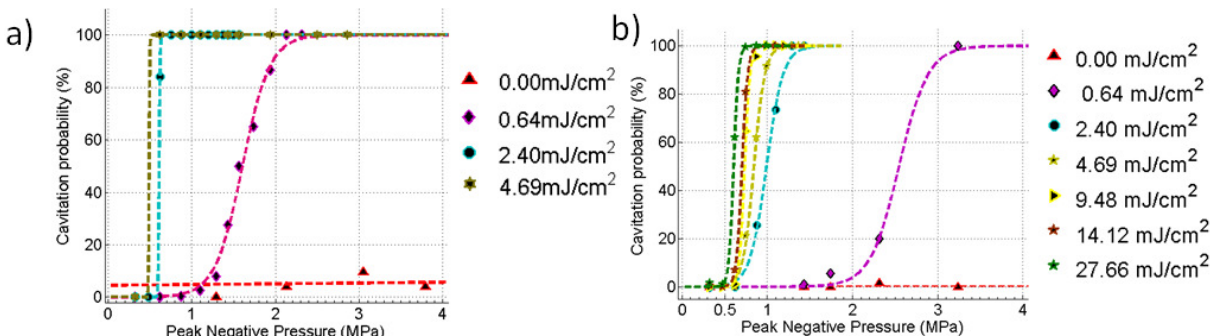 a)
100
80
60
40
20
0
Cavitation probability (%)
0
1
2
3
4
Peak Negative Pressure (MPa)
0.00mJ/cm²
0.64mJ/cm²
2.40mJ/cm²
4.69mJ/cm²
b)
100
80
60
40
20
0
Cavitation probability (%)
0
0.5
1
2
3
4
Peak Negative Pressure (MPa)
0.00 mJ/cm²
0.64 mJ/cm²
2.40 mJ/cm²
4.69 mJ/cm²
9.48 mJ/cm²
14.12 mJ/cm²
27.66 mJ/cm²